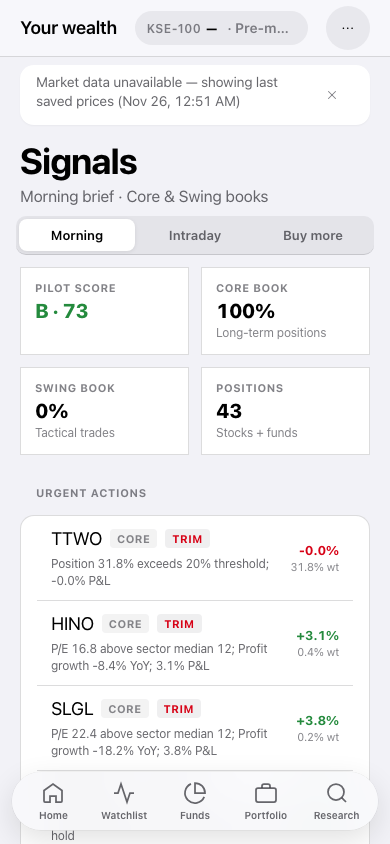 Your wealth
KSE-100 — · Pre-m...
...
Market data unavailable — showing last
saved prices (Nov 26, 12:51 AM)
Signals
Morning brief · Core & Swing books
Morning Intraday Buy more
PILOT SCORE
B · 73
CORE BOOK
100%
Long-term positions
SWING BOOK
0%
Tactical trades
POSITIONS
43
Stocks + funds
URGENT ACTIONS
TTWO CORE TRIM
Position 31.8% exceeds 20% threshold;
-0.0% P&L
-0.0%
31.8% wt
HINO CORE TRIM
P/E 16.8 above sector median 12; Profit
growth -8.4% YoY; 3.1% P&L
+3.1%
0.4% wt
SLGL CORE TRIM
P/E 22.4 above sector median 12; Profit
growth -18.2% YoY; 3.8% P&L
+3.8%
0.2% wt
Home Watchlist Funds Portfolio Research
hold